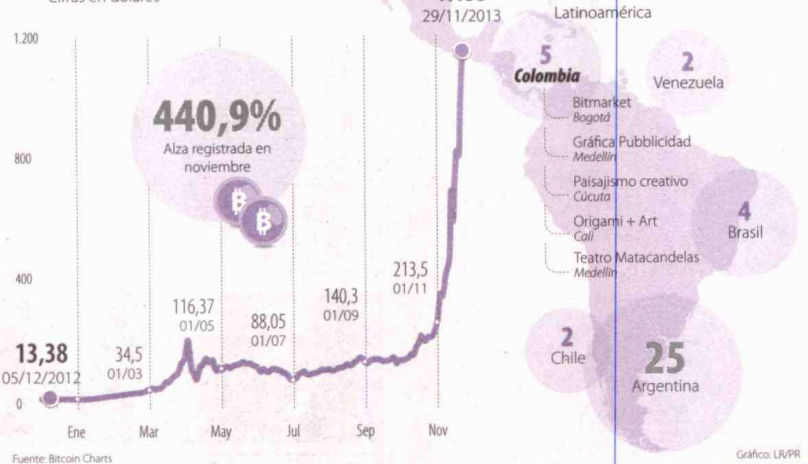 29/11/2013
Latinoamérica
1.200
800
400
0
440,9%
Alza registrada en
noviembre
13,38
05/12/2012
34,5
01/03
116,37
01/05
88,05
01/07
140,3
01/09
213,5
01/11
Ene
Mar
May
Jul
Sep
Nov
5
Colombia
Bitmarket
Bogotá
Gráfica Pubblicidad
Medellín
Paisajismo creativo
Cúcuta
Origami + Art
Cali
Teatro Matacandelas
Medellín
2
Venezuela
4
Brasil
2
Chile
25
Argentina
Fuente: Bitcoin Charts
Gráfico: LR/PR